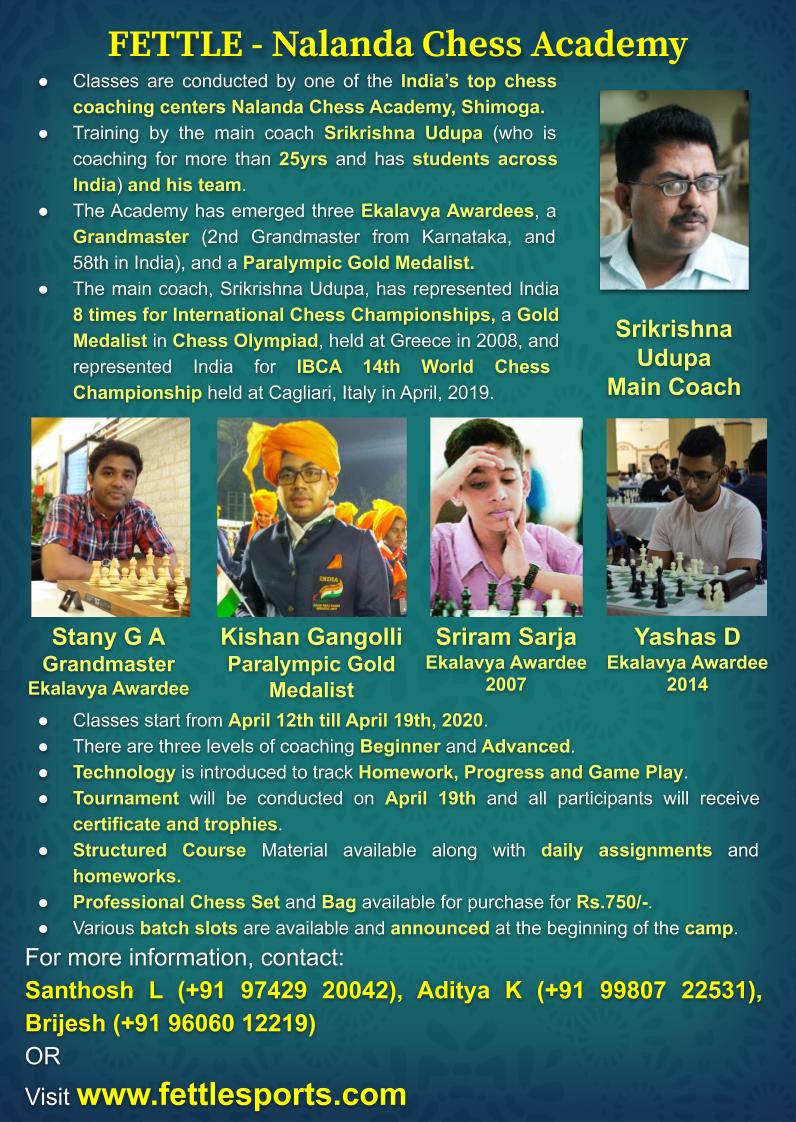 FETTLE - Nalanda Chess Academy
● Classes are conducted by one of the India's top chess
coaching centers Nalanda Chess Academy, Shimoga.
● Training by the main coach Srikrishna Udupa (who is
coaching for more than 25yrs and has students across
India) and his team.
● The Academy has emerged three Ekalavya Awardees, a
Grandmaster (2nd Grandmaster from Karnataka, and
58th in India), and a Paralympic Gold Medalist.
● The main coach, Srikrishna Udupa, has represented India
8 times for International Chess Championships, a Gold
Medalist in Chess Olympiad, held at Greece in 2008, and
represented India for IBCA 14th World Chess
Championship held at Cagliari, Italy in April, 2019.
Srikrishna
Udupa
Main Coach
INDIA
Stany G A
Grandmaster
Ekalavya Awardee
Kishan Gangolli
Paralympic Gold
Medalist
Sriram Sarja
Ekalavya Awardee
2007
Yashas D
Ekalavya Awardee
2014
● Classes start from April 12th till April 19th, 2020.
● There are three levels of coaching Beginner and Advanced.
● Technology is introduced to track Homework, Progress and Game Play.
● Tournament will be conducted on April 19th and all participants will receive
certificate and trophies.
● Structured Course Material available along with daily assignments and
homeworks.
● Professional Chess Set and Bag available for purchase for Rs.750/-.
● Various batch slots are available and announced at the beginning of the camp.
For more information, contact:
Santhosh L (+91 97429 20042), Aditya K (+91 99807 22531),
Brijesh (+91 96060 12219)
OR
Visit www.fettlesports.com